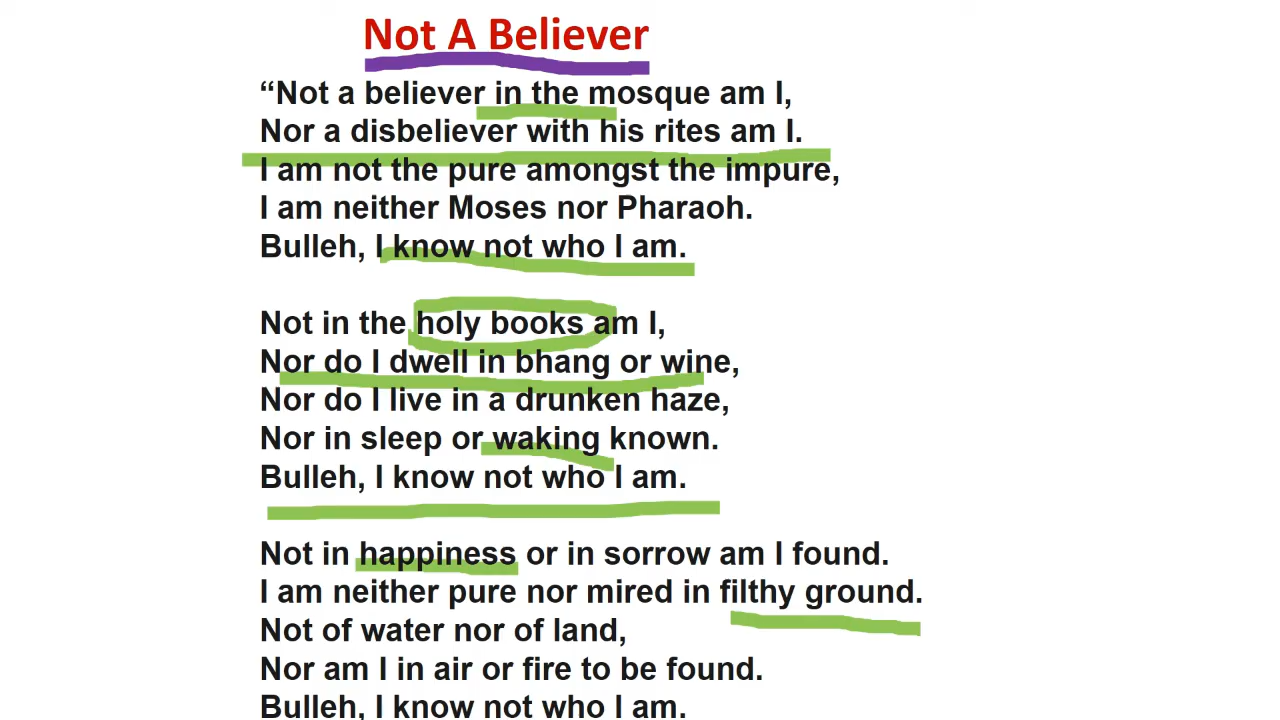 Not A Believer
“Not a believer in the mosque am I,
Nor a disbeliever with his rites am I.
I am not the pure amongst the impure,
I am neither Moses nor Pharaoh.
Bulleh, I know not who I am.
Not in the holy books am I,
Nor do I dwell in bhang or wine,
Nor do I live in a drunken haze,
Nor in sleep or waking known.
Bulleh, I know not who I am.
Not in happiness or in sorrow am I found.
I am neither pure nor mired in filthy ground.
Not of water nor of land,
Nor am I in air or fire to be found.
Bulleh, I know not who I am.